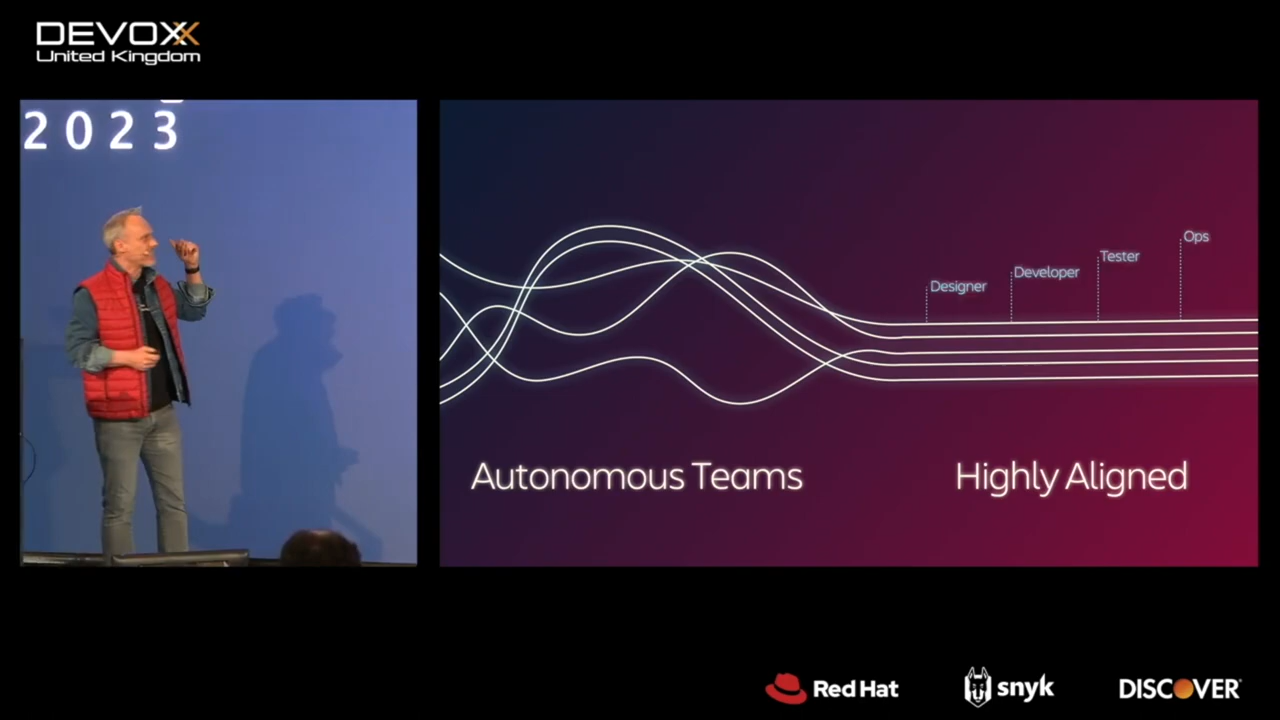 DEVOXX
United Kingdom
2023
Designer
Developer
Tester
Ops
Autonomous Teams
Highly Aligned
Red Hat
snyk
DISCOVER